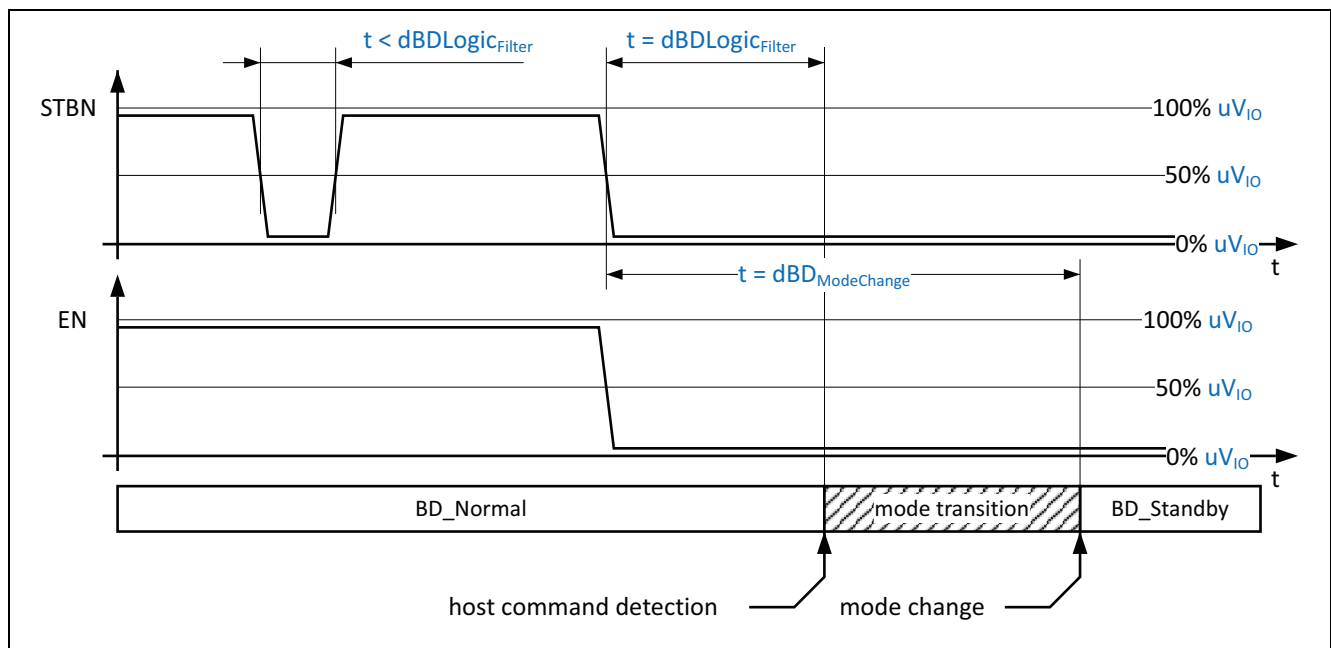 t < dBDLogicFilter
t = dBDLogicFilter
STBN
100% uVIO
50% uVIO
0% uVIO
t
t = dBDModeChange
EN
100% uVIO
50% uVIO
0% uVIO
t
BD_Normal
mode transition
BD_Standby
host command detection
mode change